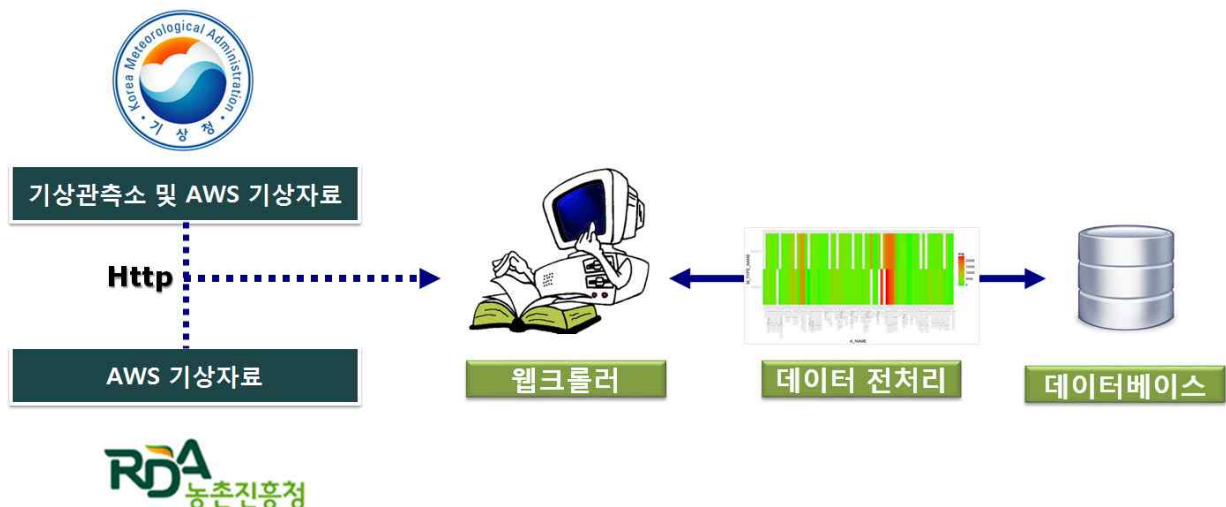 Korea Meteorological Administration
기상청
기상관측소 및 AWS 기상자료
Http
AWS 기상자료
RDA
농촌진흥청
웹크롤러
데이터 전처리
A_NAME
데이터베이스